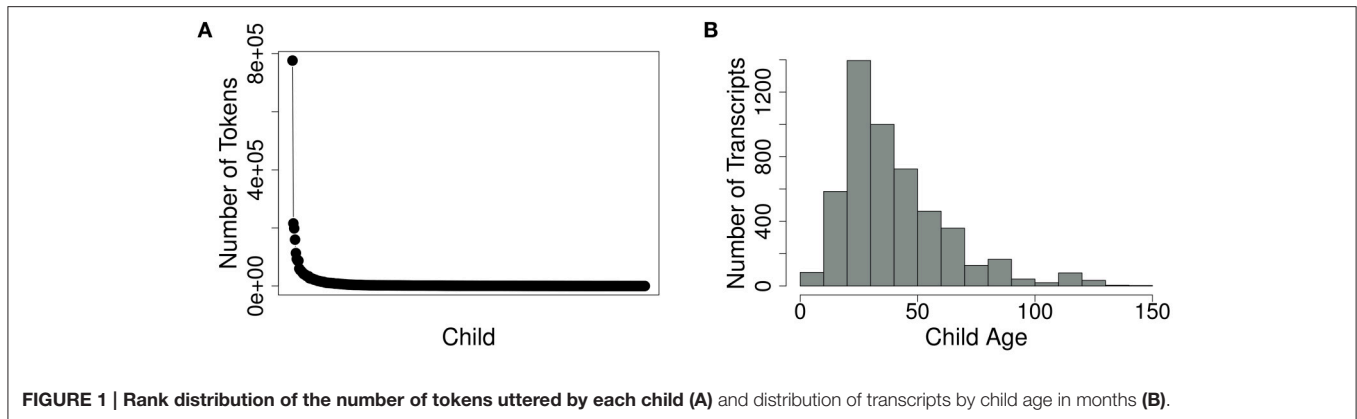 A
B
8e+05
4e+05
0e+00
Number of Tokens
Child
1200
800
400
0
Number of Transcripts
0 50 100 150
Child Age
FIGURE 1 | Rank distribution of the number of tokens uttered by each child (A) and distribution of transcripts by child age in months (B).